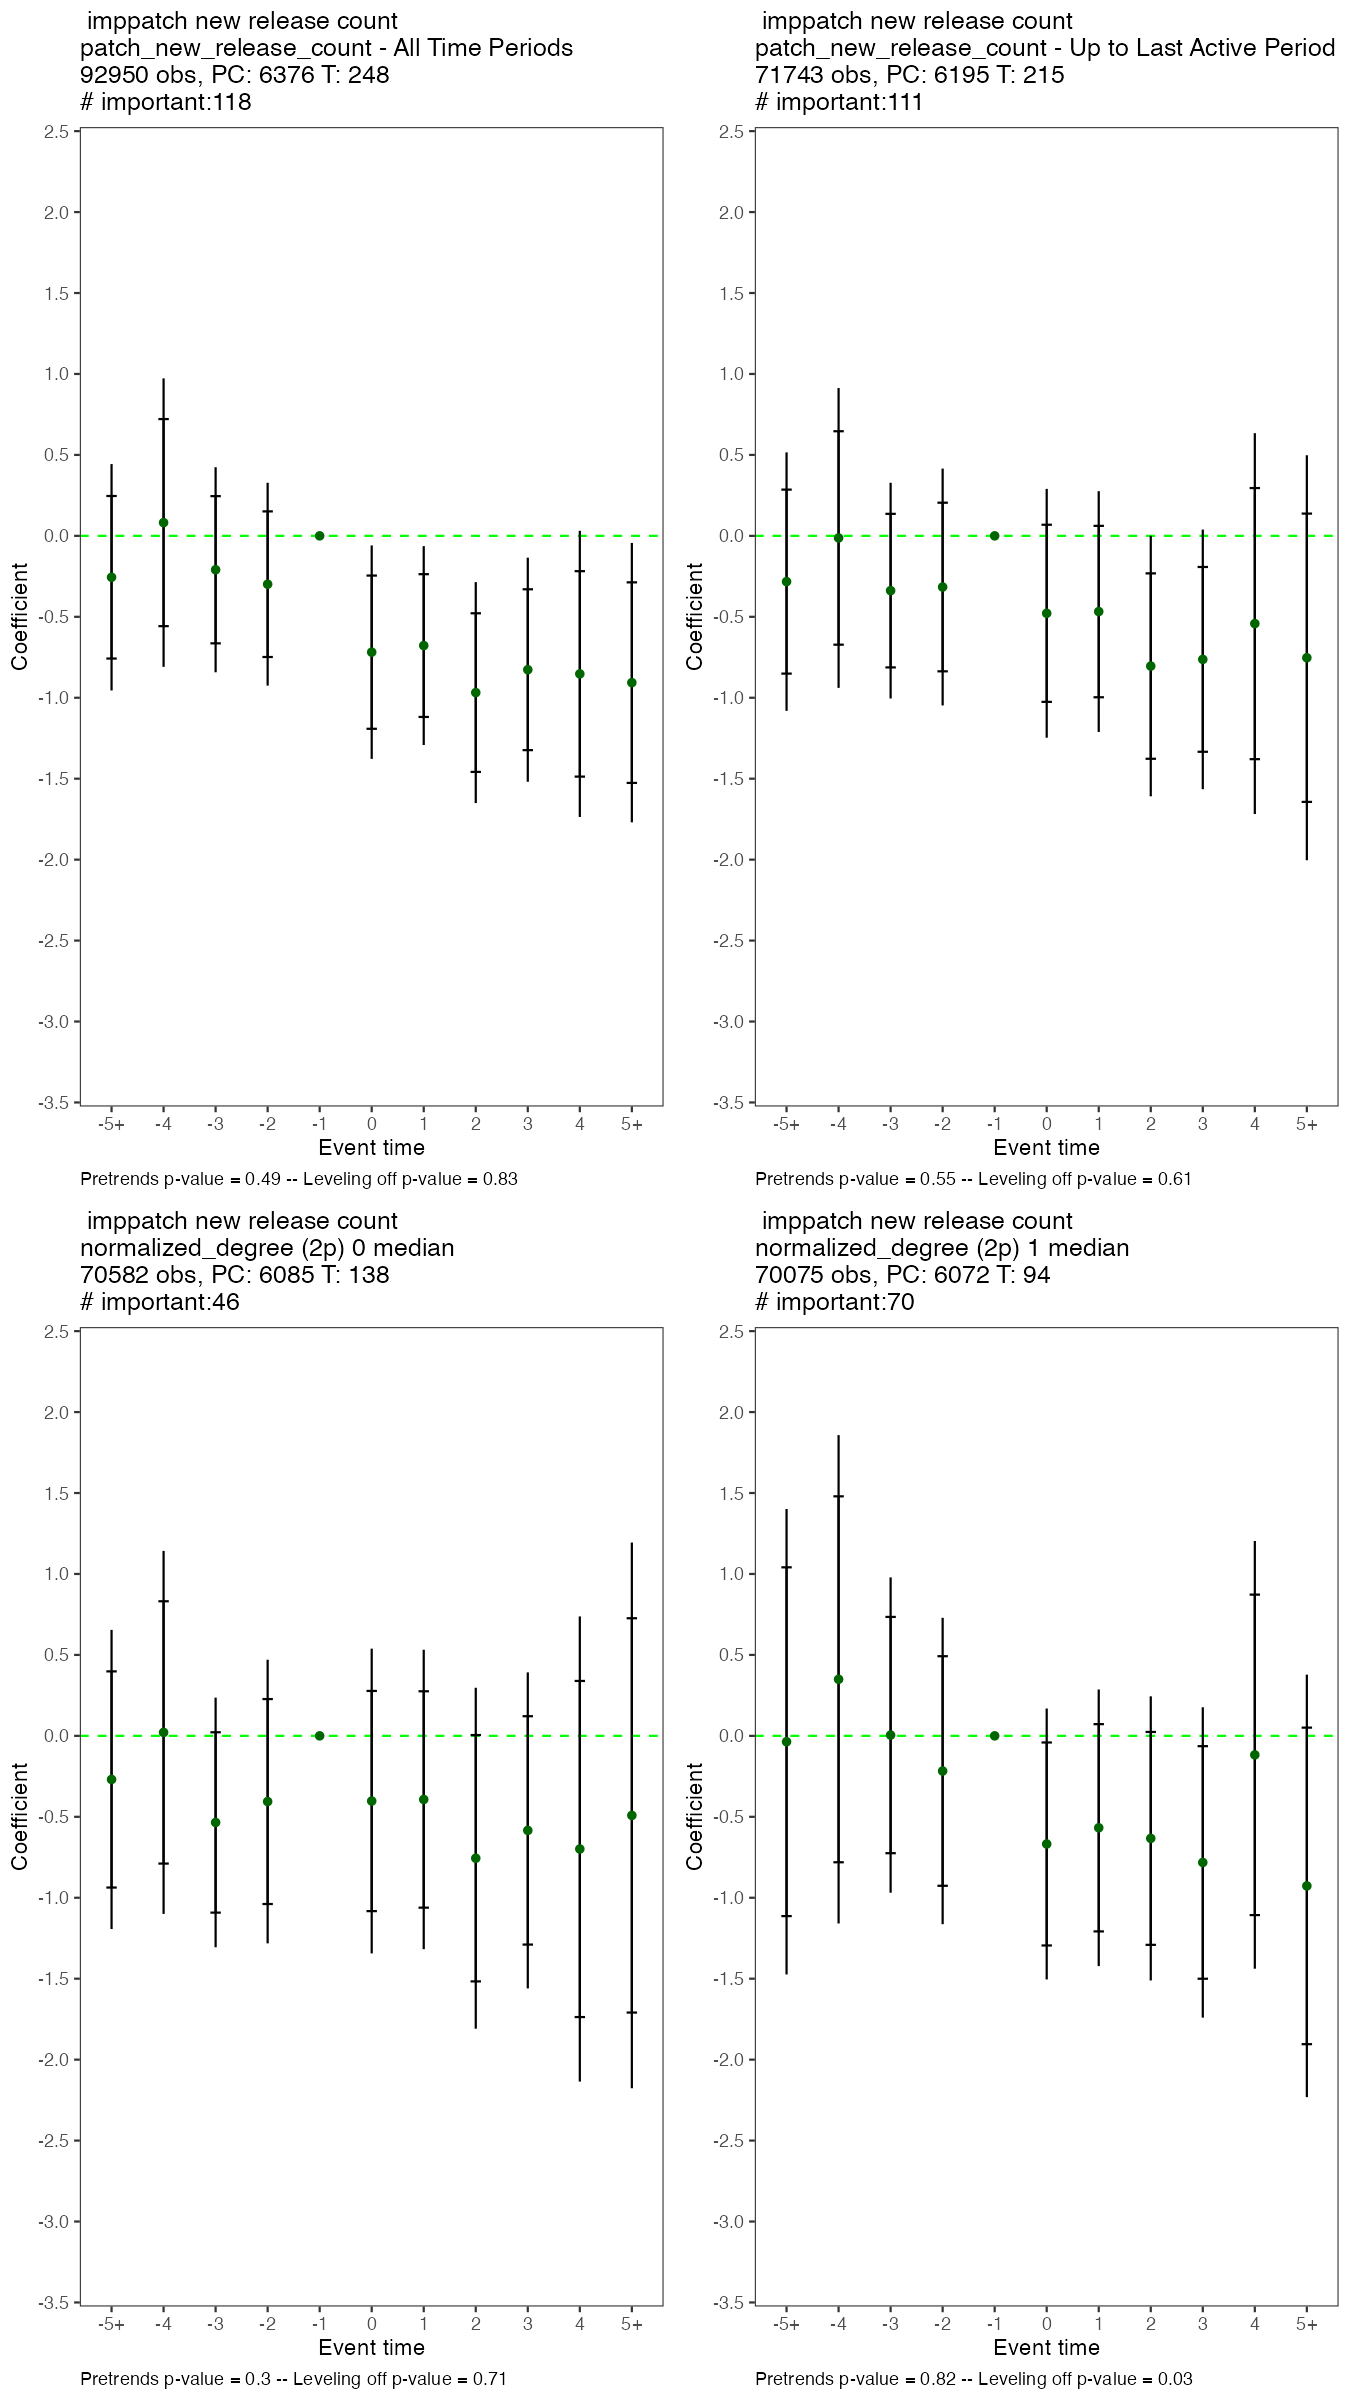 imppatch new release count
patch_new_release_count - All Time Periods
92950 obs, PC: 6376 T: 248
# important:118
2.5
2.0
1.5
1.0
0.5
0.0
-0.5
-1.0
-1.5
-2.0
-2.5
-3.0
-3.5
Coefficient
-5+ -4 -3 -2 -1 0 1 2 3 4 5+
Event time
Pretrends p-value = 0.49 -- Leveling off p-value = 0.83
imppatch new release count
patch_new_release_count - Up to Last Active Period
71743 obs, PC: 6195 T: 215
# important:111
2.5
2.0
1.5
1.0
0.5
0.0
-0.5
-1.0
-1.5
-2.0
-2.5
-3.0
-3.5
Coefficient
-5+ -4 -3 -2 -1 0 1 2 3 4 5+
Event time
Pretrends p-value = 0.55 -- Leveling off p-value = 0.61
imppatch new release count
normalized_degree (2p) 0 median
70582 obs, PC: 6085 T: 138
# important:46
2.5
2.0
1.5
1.0
0.5
0.0
-0.5
-1.0
-1.5
-2.0
-2.5
-3.0
-3.5
Coefficient
-5+ -4 -3 -2 -1 0 1 2 3 4 5+
Event time
Pretrends p-value = 0.3 -- Leveling off p-value = 0.71
imppatch new release count
normalized_degree (2p) 1 median
70075 obs, PC: 6072 T: 94
# important:70
2.5
2.0
1.5
1.0
0.5
0.0
-0.5
-1.0
-1.5
-2.0
-2.5
-3.0
-3.5
Coefficient
-5+ -4 -3 -2 -1 0 1 2 3 4 5+
Event time
Pretrends p-value = 0.82 -- Leveling off p-value = 0.03